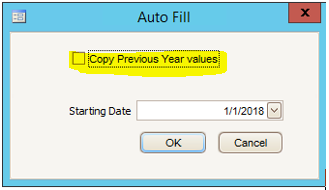 Auto Fill
Copy Previous Year values
Starting Date 1/1/2018
OK Cancel